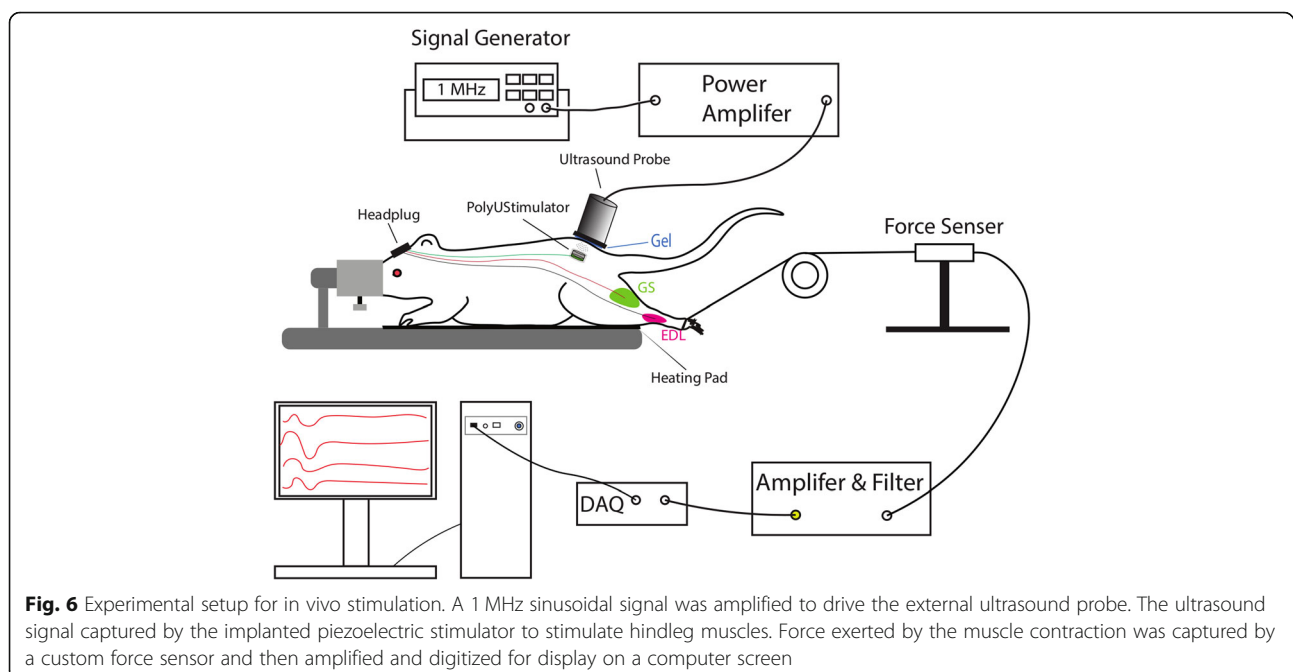 Signal Generator
1 MHz
Power
Amplifer
Ultrasound Probe
PolyUStimulator
Headplug
Gel
Force Senser
GS
EDL
Heating Pad
Amplifer & Filter
DAQ
Fig. 6 Experimental setup for in vivo stimulation. A 1 MHz sinusoidal signal was amplified to drive the external ultrasound probe. The ultrasound
signal captured by the implanted piezoelectric stimulator to stimulate hindleg muscles. Force exerted by the muscle contraction was captured by
a custom force sensor and then amplified and digitized for display on a computer screen